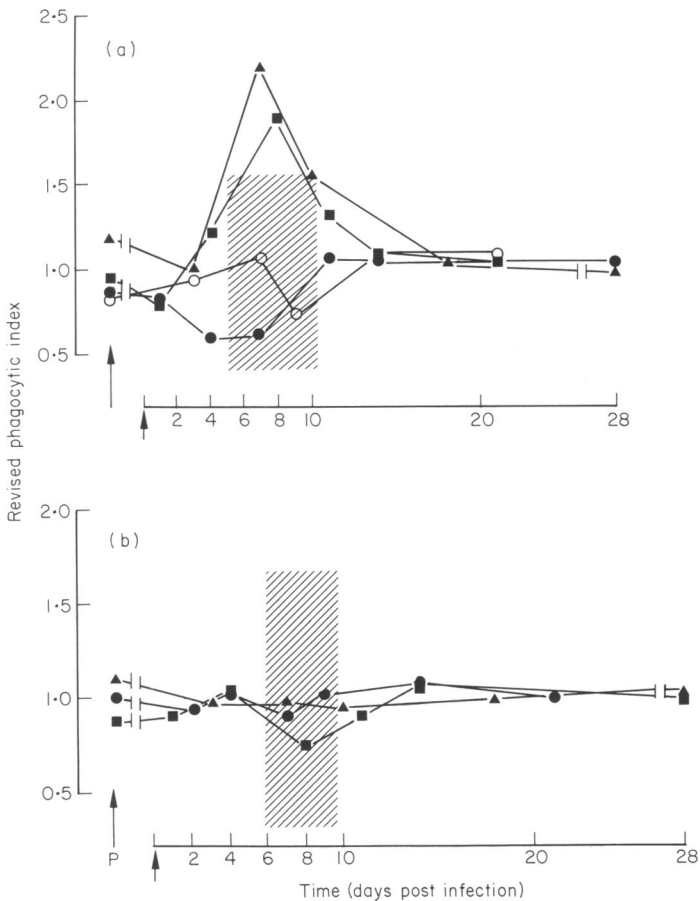 2·5
(a)
2·0
1·5
1·0
0·5
2 4 6 8 10 20 28
Revised phagocytic index
2·0
(b)
1·5
1·0
0·5
P 2 4 6 8 10 20 28
Time (days post infection)